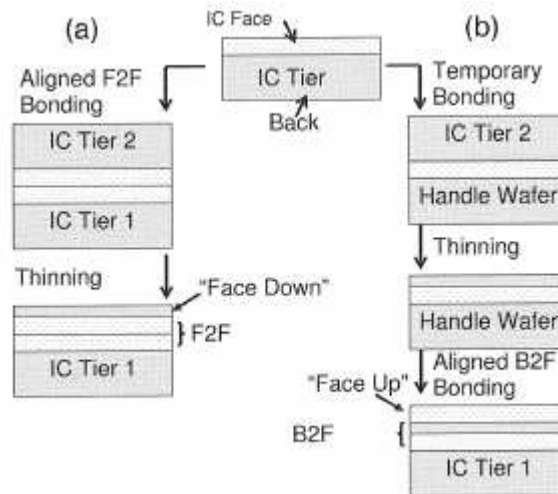 (a)
IC Face
(b)
IC Tier
Back
Aligned F2F
Bonding
IC Tier 2
IC Tier 1
Thinning
"Face Down"
F2F
IC Tier 1
Temporary
Bonding
IC Tier 2
Handle Wafer
Thinning
Handle Wafer
Aligned B2F
Bonding
"Face Up"
B2F
IC Tier 1